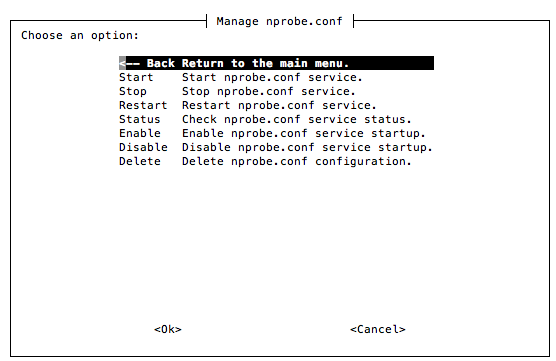 Manage nprobe.conf
Choose an option:
<-- Back Return to the main menu.
Start Start nprobe.conf service.
Stop Stop nprobe.conf service.
Restart Restart nprobe.conf service.
Status Check nprobe.conf service status.
Enable Enable nprobe.conf service startup.
Disable Disable nprobe.conf service startup.
Delete Delete nprobe.conf configuration.
<Ok> <Cancel>